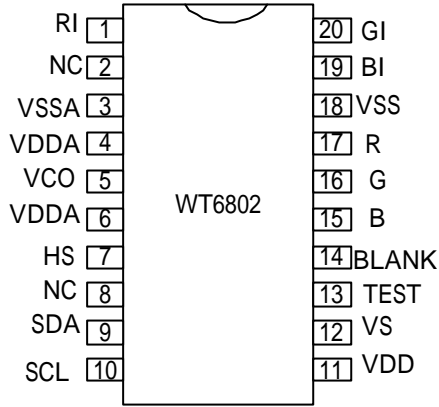 RI 1 20 GI
NC 2 19 BI
VSSA 3 18 VSS
VDDA 4 17 R
VCO 5 16 G
WT6802
VDDA 6 15 B
HS 7 14 BLANK
NC 8 13 TEST
SDA 9 12 VS
SCL 10 11 VDD